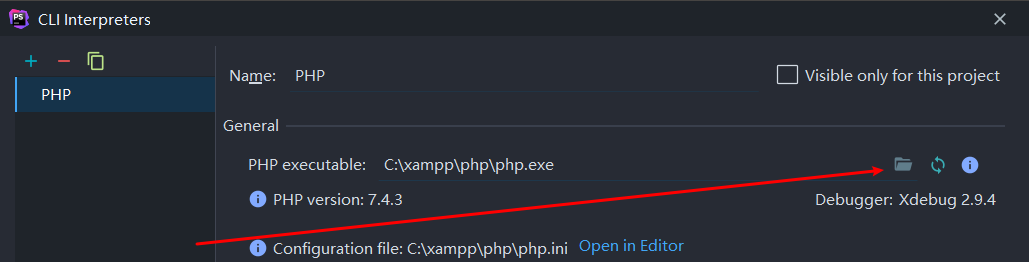 PS CLI Interpreters
PHP
Name: PHP
Visible only for this project
General
PHP executable: C:\xampp\php\php.exe
PHP version: 7.4.3
Debugger: Xdebug 2.9.4
Configuration file: C:\xampp\php\php.ini Open in Editor